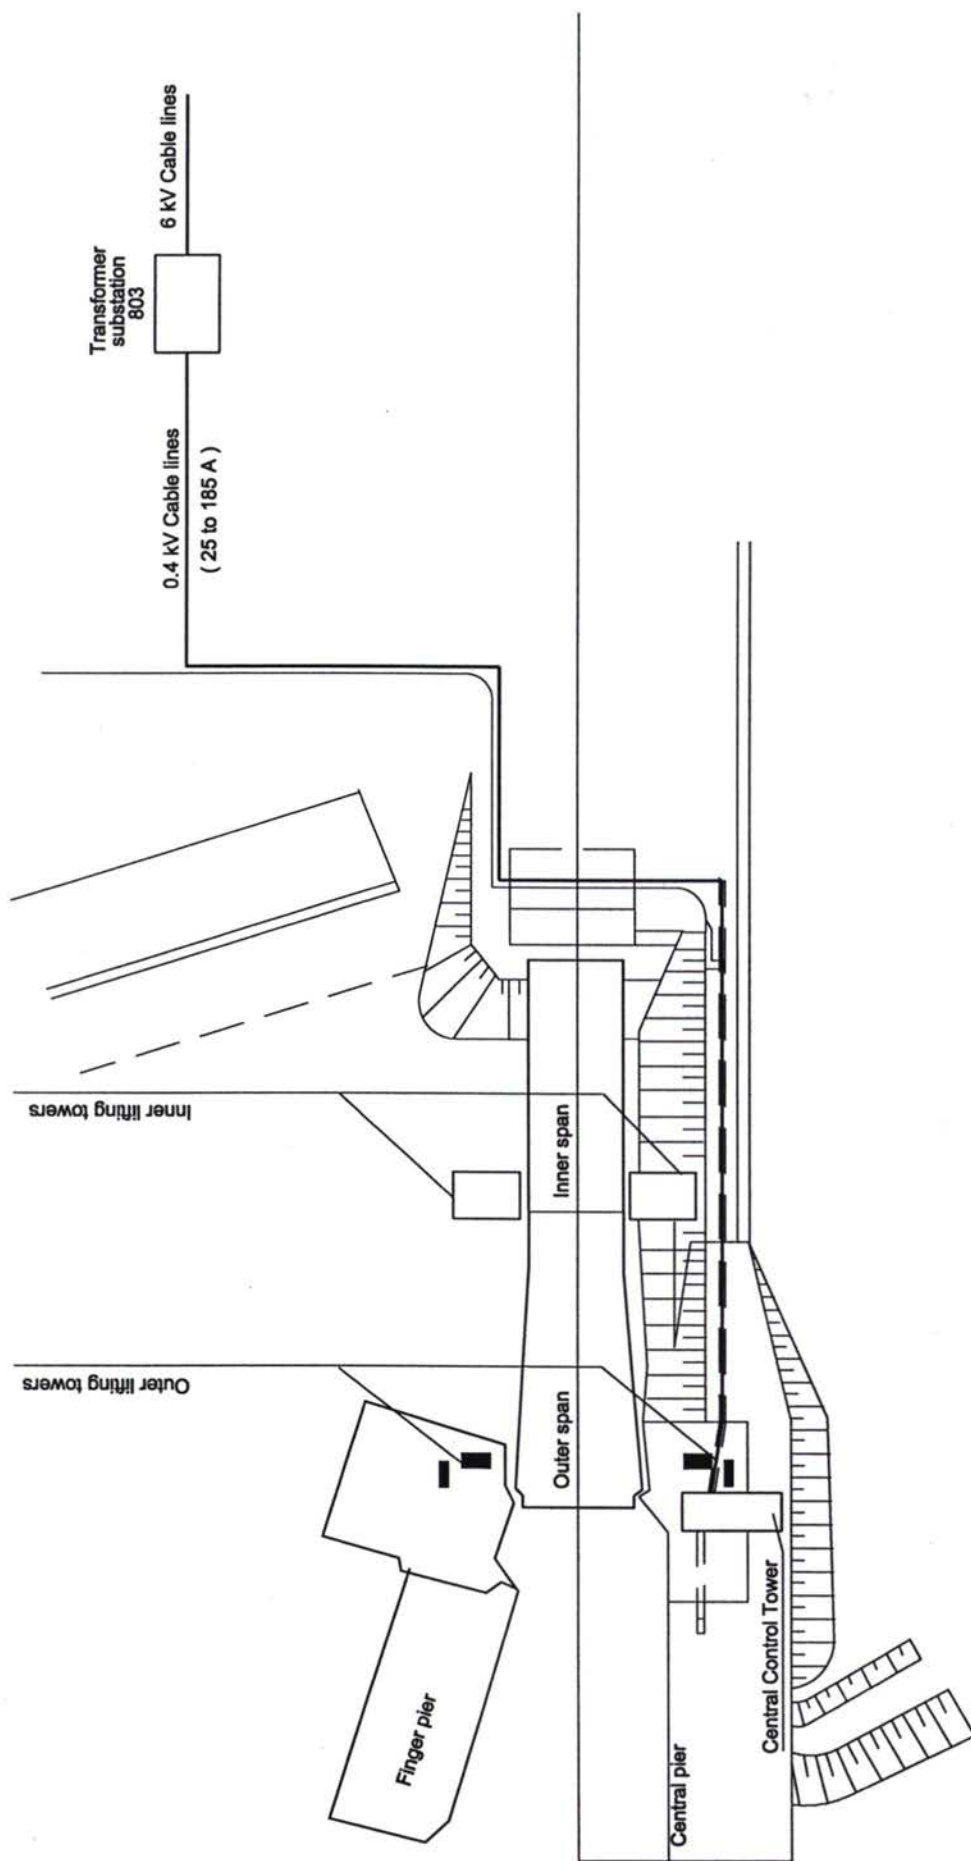 6 kV Cable lines
Transformer
substation
803
0.4 kV Cable lines
( 25 to 185 A )
Inner lifting towers
Inner span
Outer lifting towers
Outer span
Finger pier
Central pier
Central Control Tower